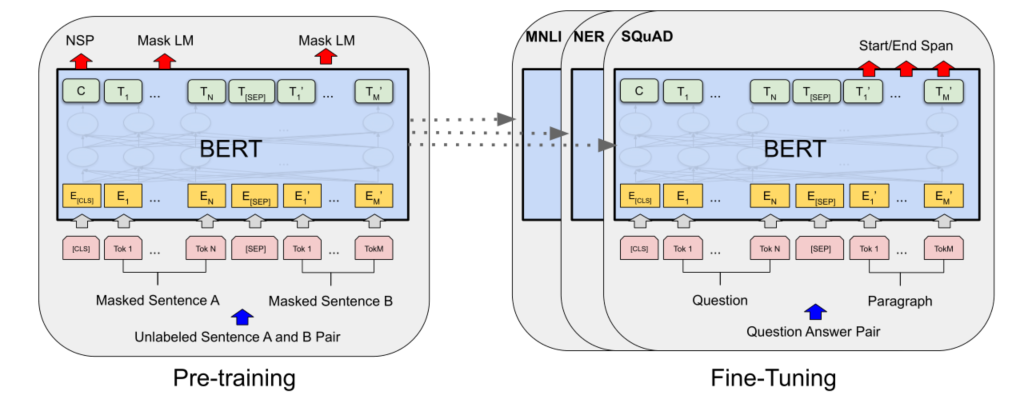 NSP Mask LM Mask LM
C T1 ... TN T[SEP] T1' ... TM'
...
BERT
...
E[CLS] E1 ... EN E[SEP] E1' ... EM'
[CLS] Tok 1 ... Tok N [SEP] Tok 1 ... TokM
Masked Sentence A Masked Sentence B
Unlabeled Sentence A and B Pair
Pre-training
MNLI NER SQuAD
Start/End Span
C T1 ... TN T[SEP] T1' ... TM'
...
BERT
...
E[CLS] E1 ... EN E[SEP] E1' ... EM'
[CLS] Tok 1 ... Tok N [SEP] Tok 1 ... TokM
Question Paragraph
Question Answer Pair
Fine-Tuning